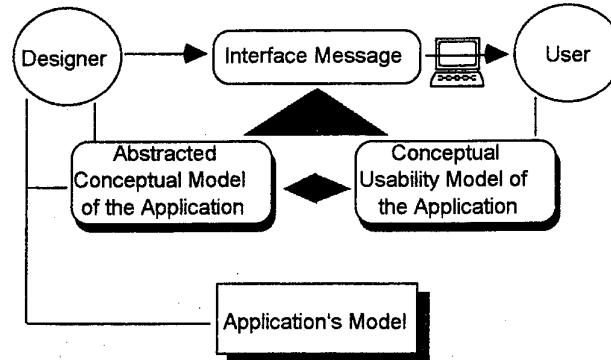 Designer
Interface Message
User
Abstracted
Conceptual Model
of the Application
Conceptual
Usability Model of
the Application
Application's Model